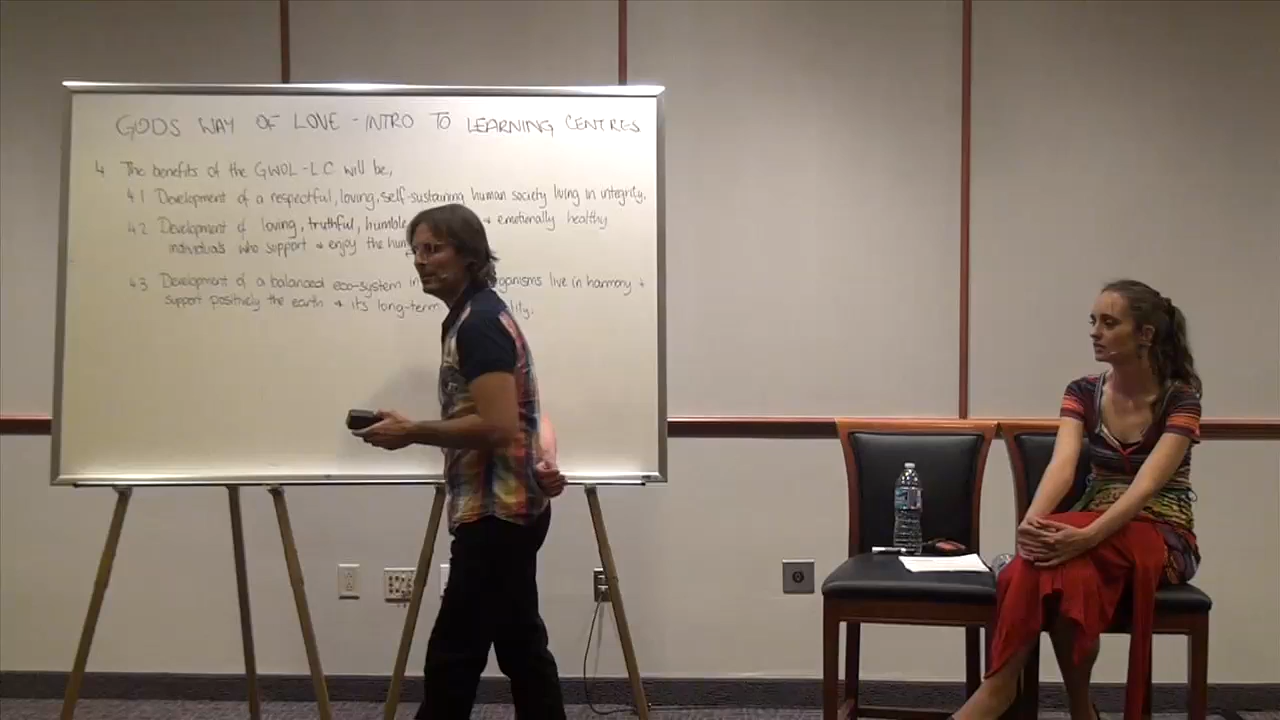 GODS WAY OF LOVE - INTRO TO LEARNING CENTRES
4 The benefits of the GWOL-LC will be,
4.1 Development of a respectful, loving, self-sustaining human society living in integrity.
4.2 Development of loving, truthful, humble + emotionally healthy
individuals who support + enjoy the
4.3 Development of a balanced eco-system in live in harmony +
support positively the earth + its long-term